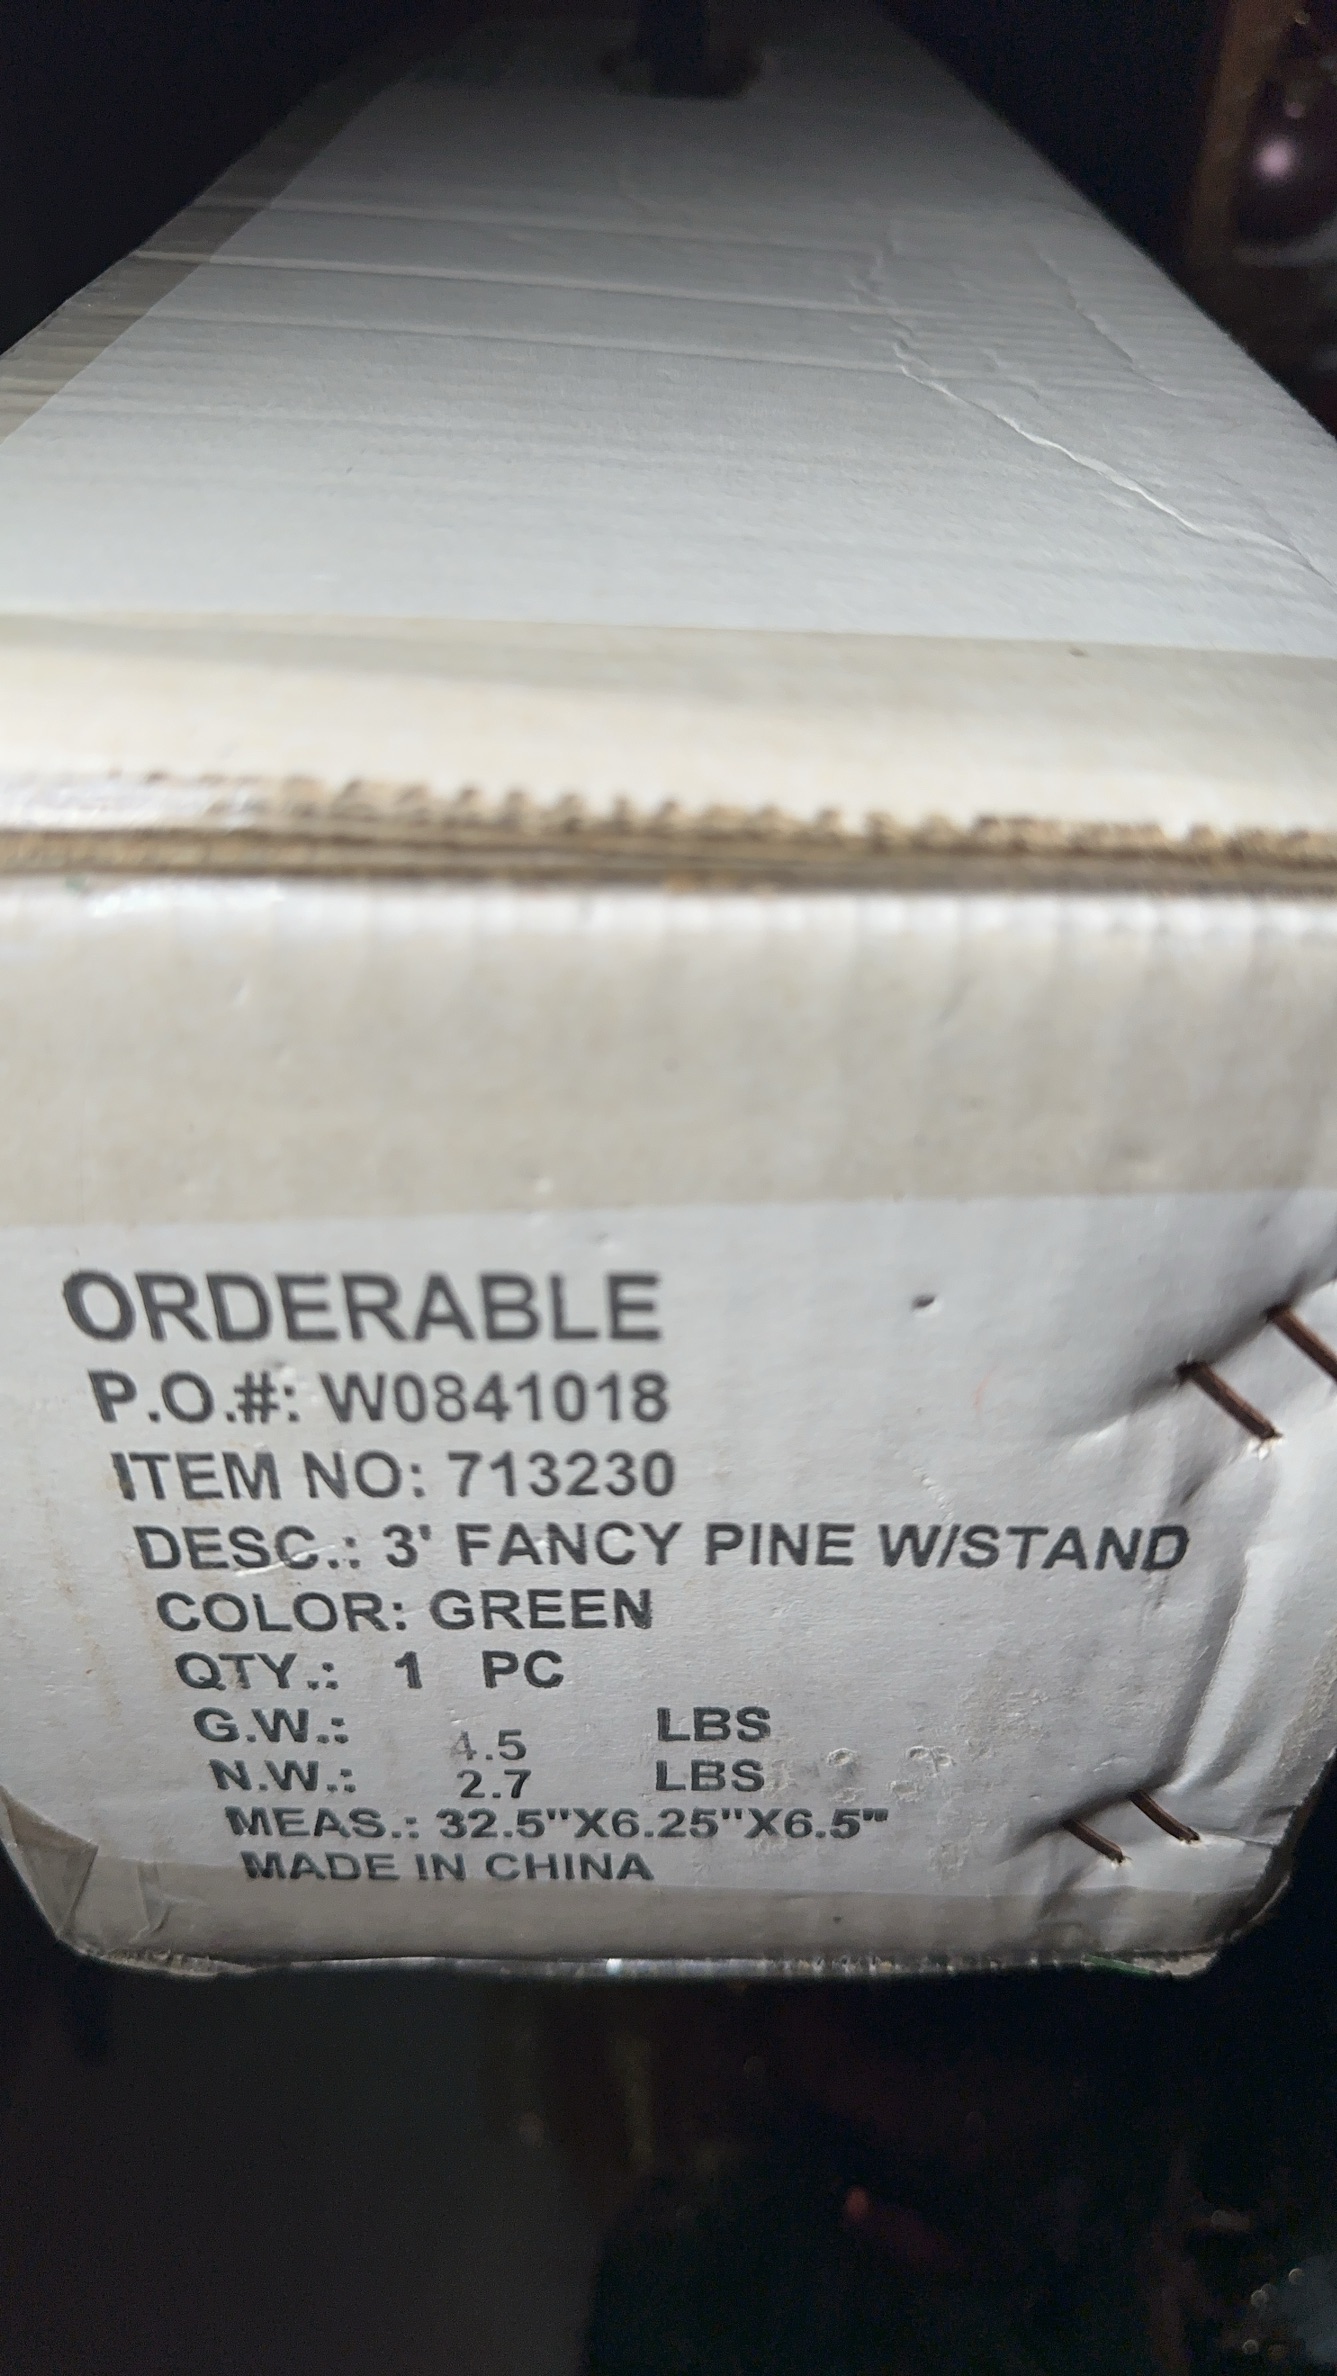 ORDERABLE
P.O.#: W0841018
ITEM NO: 713230
DESC.: 3' FANCY PINE W/STAND
COLOR: GREEN
QTY.: 1 PC
G.W.: 4.5 LBS
N.W.: 2.7 LBS
MEAS.: 32.5"X6.25"X6.5"
MADE IN CHINA